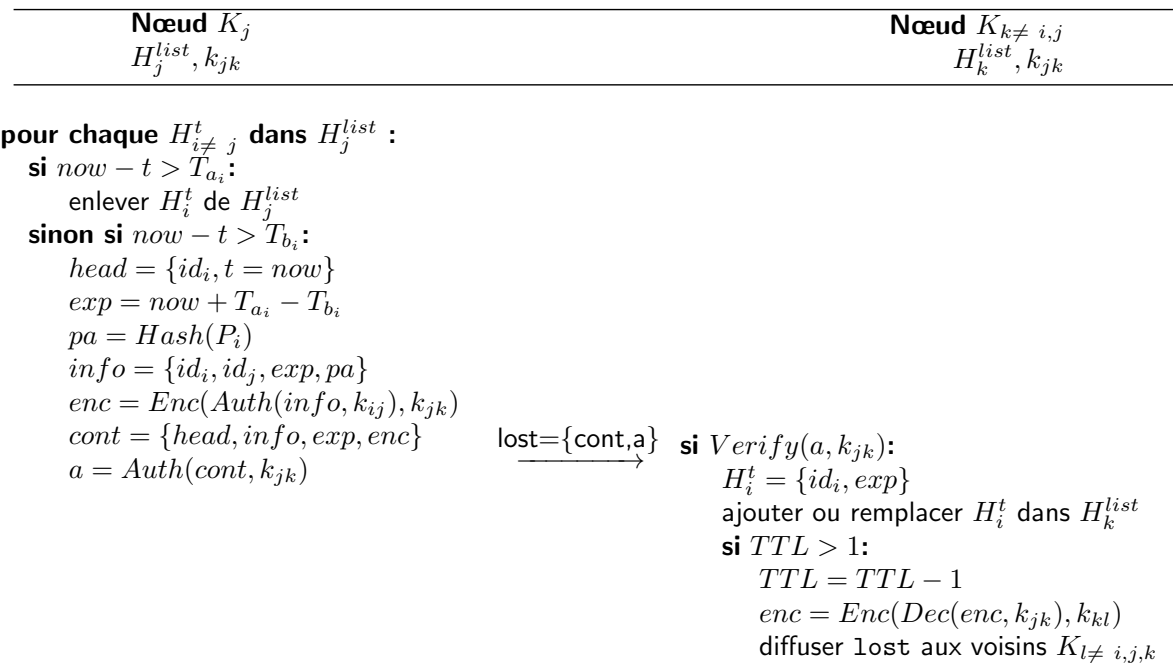 Nœud $K_j$ Nœud $K_{k \neq i,j}$
$H_j^{list}, k_{jk}$ $H_k^{list}, k_{jk}$
pour chaque $H_{i \neq j}^t$ dans $H_j^{list}$ :
si $now - t > T_{a_i}$:
enlever $H_i^t$ de $H_j^{list}$
sinon si $now - t > T_{b_i}$:
$head = \{id_i, t = now\}$
$exp = now + T_{a_i} - T_{b_i}$
$pa = Hash(P_i)$
$info = \{id_i, id_j, exp, pa\}$
$enc = Enc(Auth(info, k_{ij}), k_{jk})$
$cont = \{head, info, exp, enc\}$
$a = Auth(cont, k_{jk})$
lost={cont,a}
si $Verify(a, k_{jk})$:
$H_i^t = \{id_i, exp\}$
ajouter ou remplacer $H_i^t$ dans $H_k^{list}$
si $TTL > 1$:
$TTL = TTL - 1$
$enc = Enc(Dec(enc, k_{jk}), k_{kl})$
diffuser lost aux voisins $K_{l \neq i,j,k}$